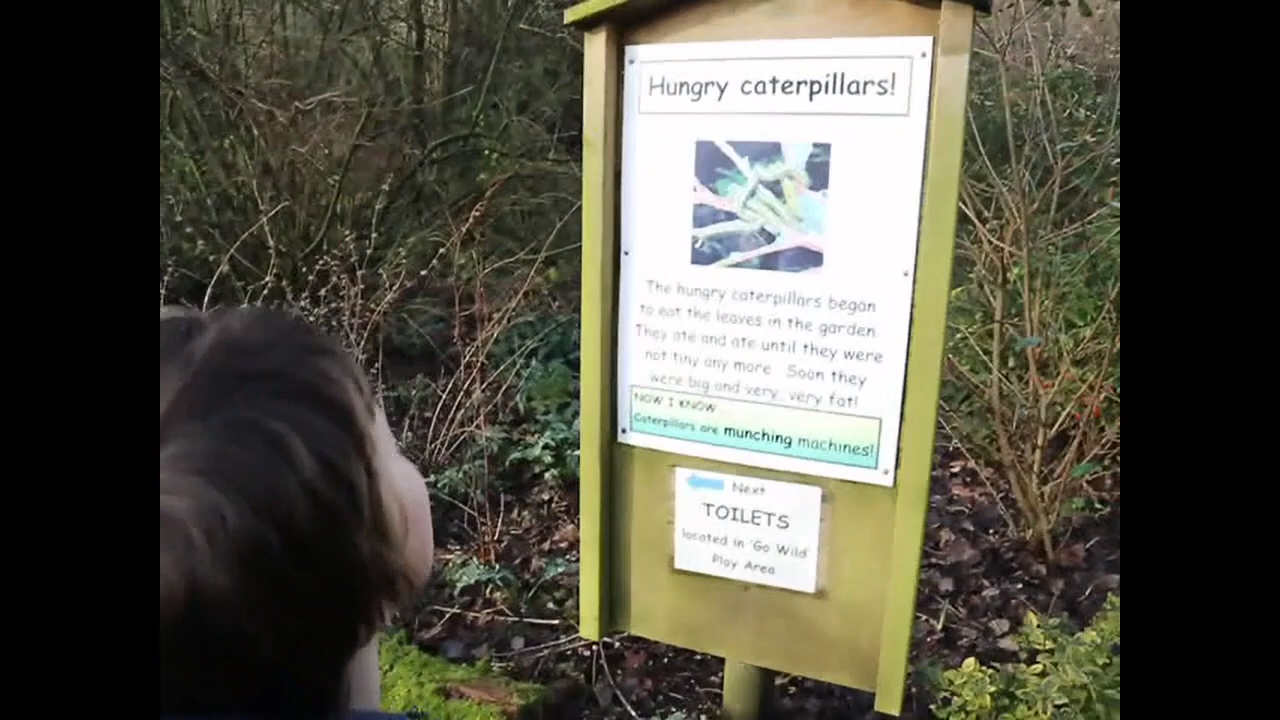 Hungry caterpillars!
The hungry caterpillars began
to eat the leaves in the garden.
They ate and ate until they were
not tiny any more. Soon they
were big and very, very fat!
NOW I KNOW
Caterpillars are munching machines!
Next
TOILETS
located in 'Go Wild'
Play Area